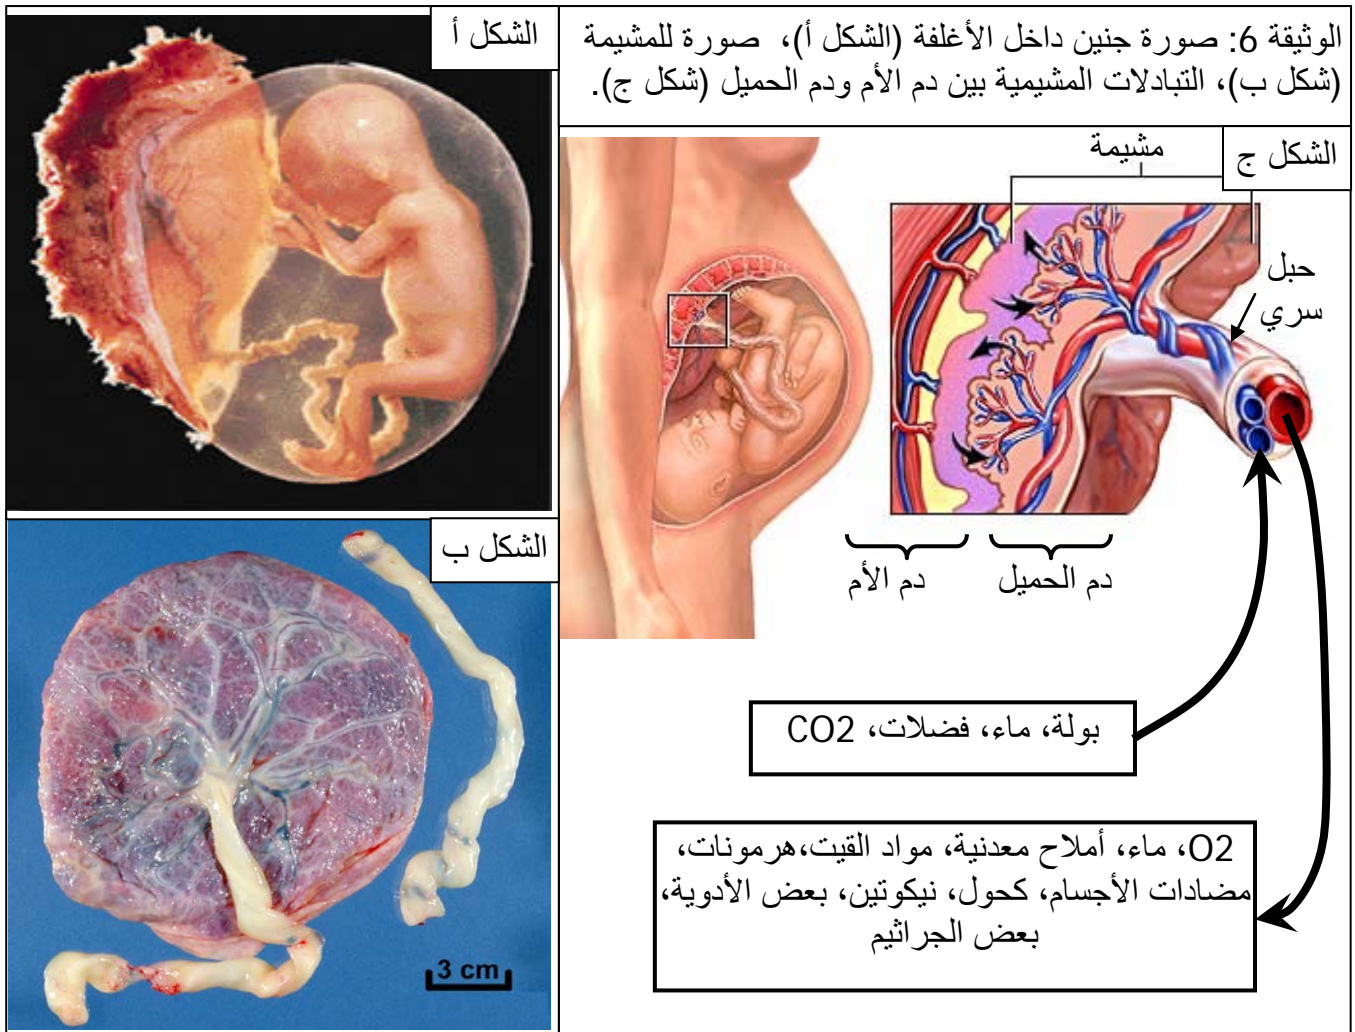 الوثيقة 6: صورة جنين داخل الأغلفة (الشكل أ)، صورة للمشيمة
(شكل ب)، التبادلات المشيمية بين دم الأم ودم الحميل (شكل ج).
الشكل أ
الشكل ج
مشيمة
حبل
سري
دم الحميل
دم الأم
الشكل ب
3 cm
بولة، ماء، فضلات، CO2
O2، ماء، أملاح معدنية، مواد القيت،هرمونات،
مضادات الأجسام، كحول، نيكوتين، بعض الأدوية،
بعض الجراثيم